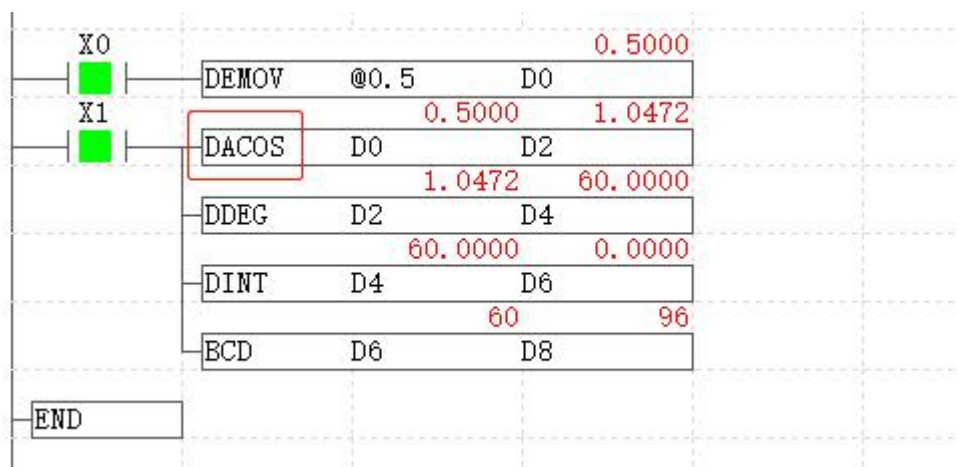 X0 0.5000
DEMOV @0.5 D0
X1 0.5000 1.0472
DACOS D0 D2
1.0472 60.0000
DDEG D2 D4
60.0000 0.0000
DINT D4 D6
60 96
BCD D6 D8
END